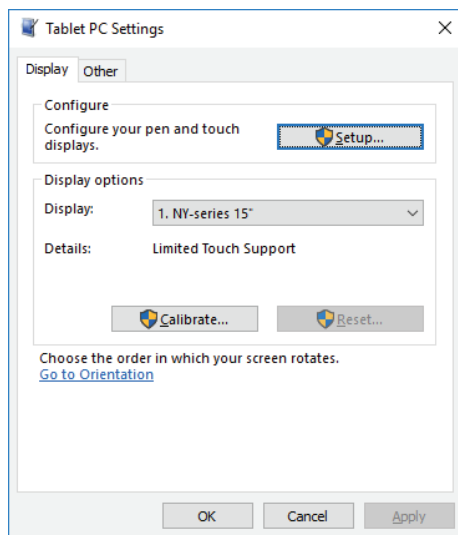 Tablet PC Settings
Display
Other
Configure
Configure your pen and touch
displays.
Setup...
Display options
Display:
1. NY-series 15"
Details:
Limited Touch Support
Calibrate...
Reset...
Choose the order in which your screen rotates.
Go to Orientation
OK
Cancel
Apply